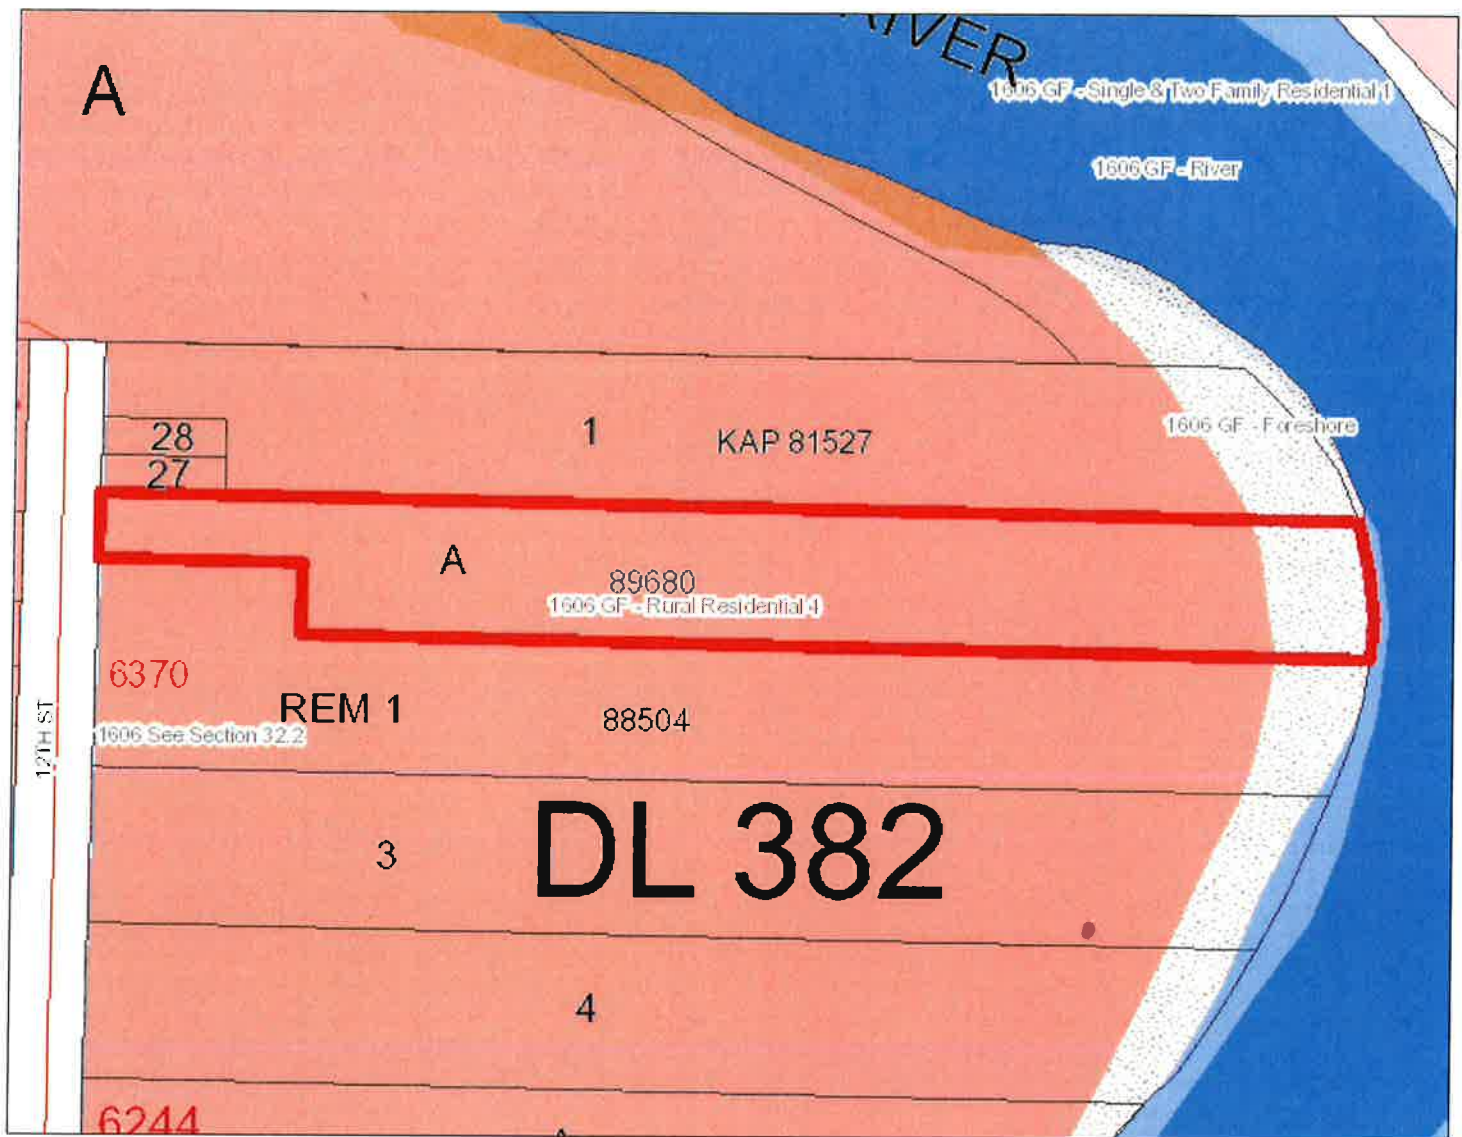 RIVER
A
1606 GF - Single & Two Family Residential 1
1606 GF - River
1606 GF - Foreshore
28
1
KAP 81527
27
A
89680
1606 GF - Rural Residential 4
6370
REM 1
88504
1606 See Section 32.2
12TH ST
3
DL 382
4
6244